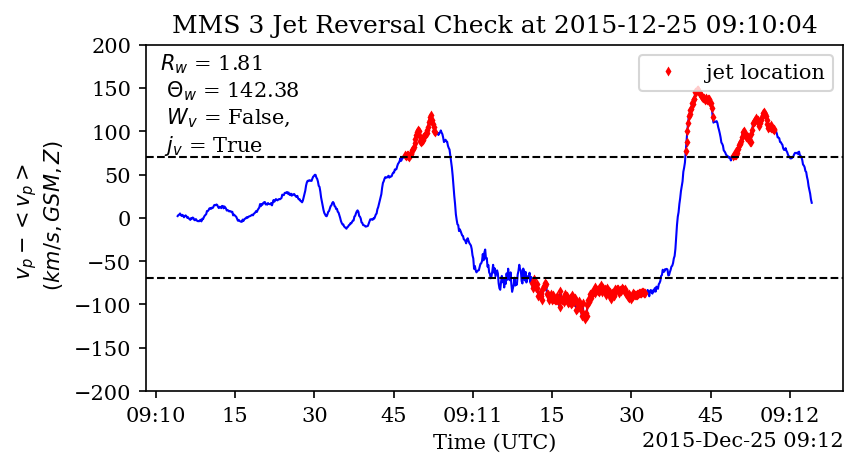 MMS 3 Jet Reversal Check at 2015-12-25 09:10:04
R_w = 1.81
Θ_w = 142.38
W_v = False,
j_v = True
jet location
200
150
100
50
0
−50
−100
−150
−200
v_p − < v_p >
(km/s, GSM, Z)
09:10 15 30 45 09:11 15 30 45 09:12
Time (UTC)
2015-Dec-25 09:12